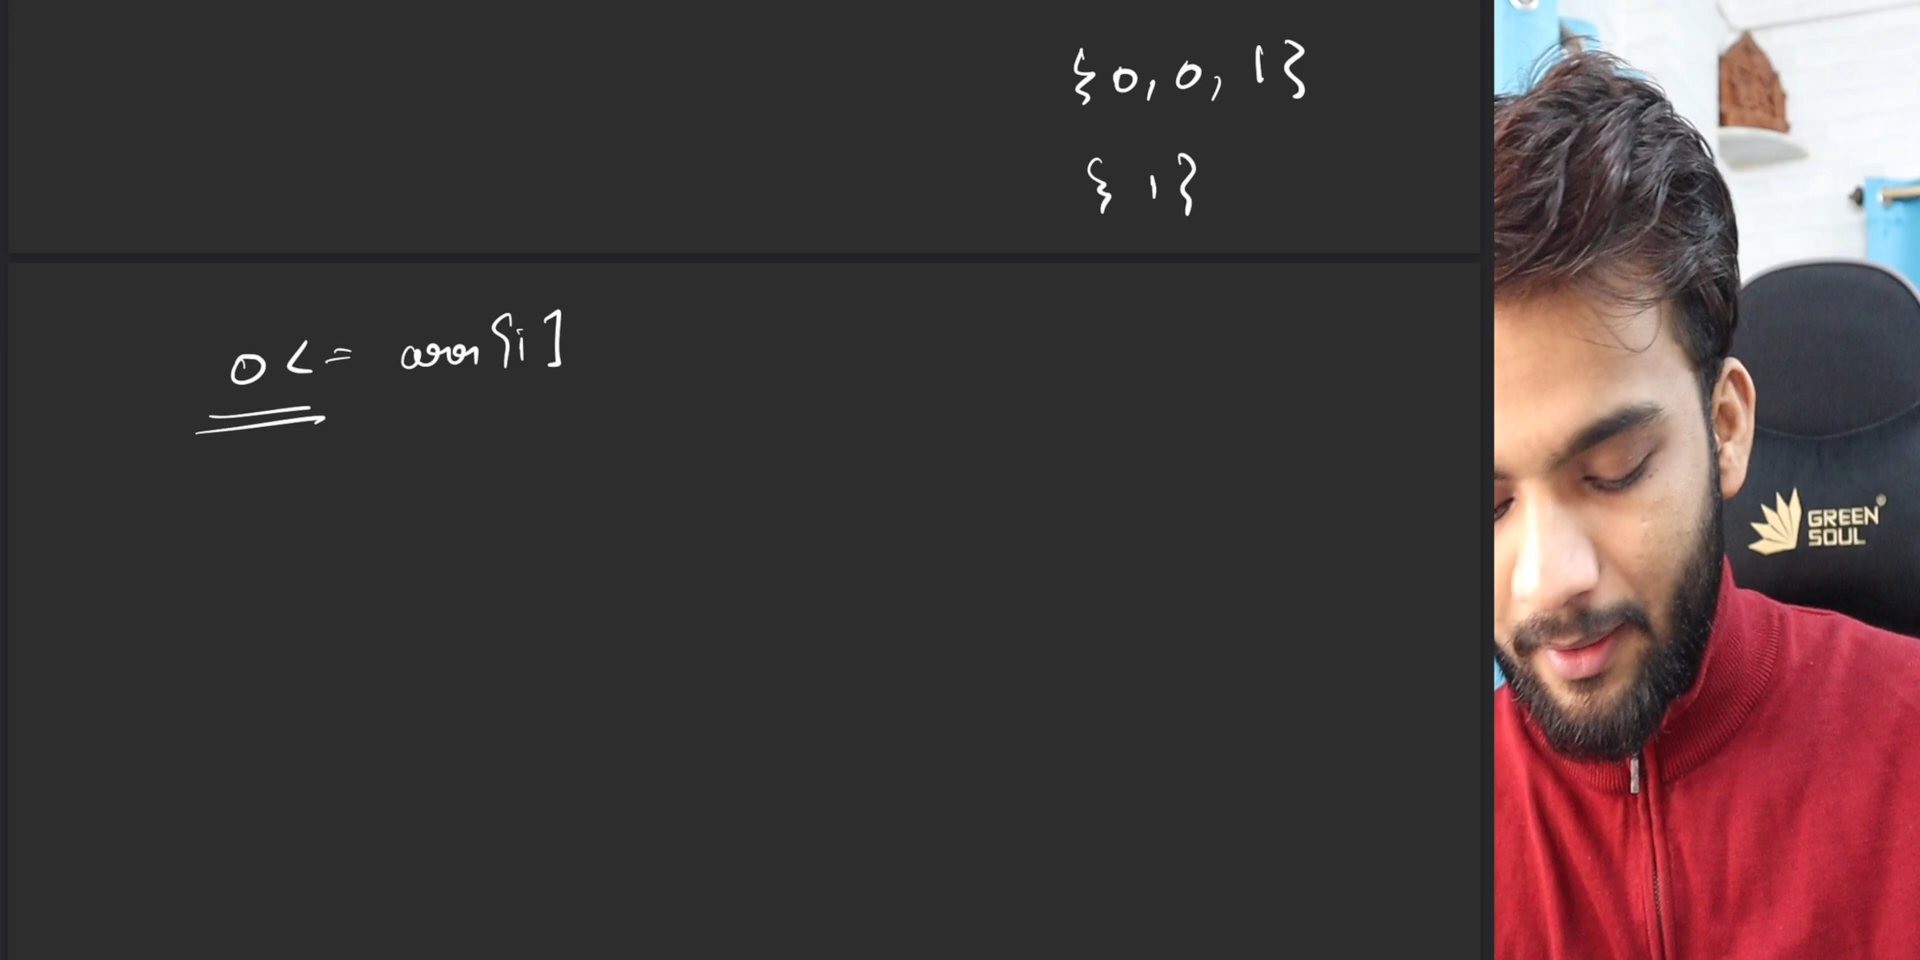 {0, 0, 1}
{ 1}
0 <= arr[i]
GREEN
SOUL